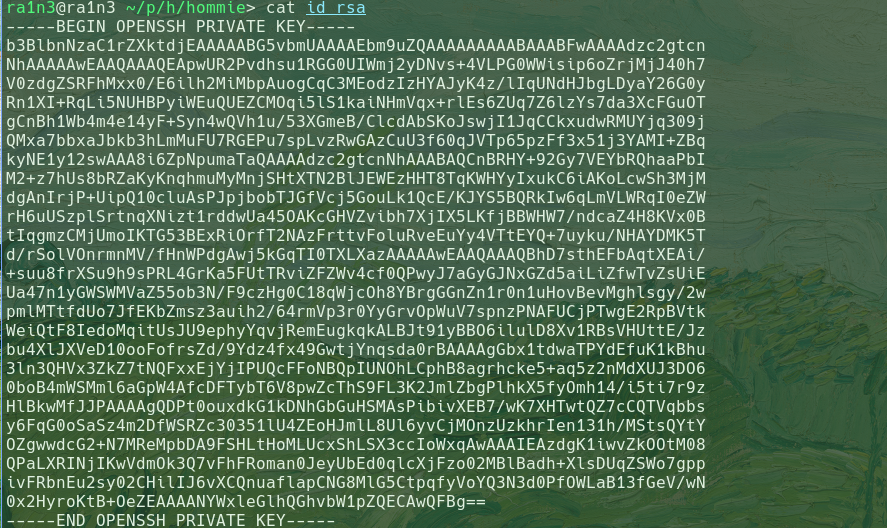 ra1n3@ra1n3 ~/p/h/hommie> cat id_rsa
-----BEGIN OPENSSH PRIVATE KEY-----
b3BlbnNzaC1rZXktdjEAAAAABG5vbmUAAAAEbm9uZQAAAAAAAAABAAABFwAAAAdzc2gtcn
NhAAAAAwEAAQAAAQEApwUR2Pvdhsu1RGG0UIWmj2yDNvs+4VLPG0WWisip6oZrjMjJ40h7
V0zdgZSRFhMxx0/E6ilh2MiMbpAuogCqC3MEodzIzHYAJyK4z/lIqUNdHJbgLDyaY26G0y
Rn1XI+RqLi5NUHBPyiWEuQUEZCMOqi5lS1kaiNHmVqx+rlEs6ZUq7Z6lzYs7da3XcFGuOT
gCnBh1Wb4m4e14yF+Syn4wQVh1u/53XGmeB/ClcdAbSKoJswjI1JqCCkxudwRMUYjq309j
QMxa7bbxaJbkb3hLmMuFU7RGEPu7spLvzRwGAzCuU3f60qJVTp65pzFf3x51j3YAMI+ZBq
kyNE1y12swAAA8i6ZpNpumaTaQAAAAdzc2gtcnNhAAABAQCnBRHY+92Gy7VEYbRQhaaPbI
M2+z7hUs8bRZaKyKnqhmuMyMnjSHtXTN2BlJEWEzHHT8TqKWHYyIxukC6iAKoLcwSh3MjM
dgAnIrjP+UipQ10cluAsPJpjbobTJGfVcj5GouLk1QcE/KJYS5BQRkIw6qLmVLWRqI0eZW
rH6uUSzplSrtnqXNizt1rddwUa45OAKcGHVZvibh7XjIX5LKfjBBWHW7/ndcaZ4H8KVx0B
tIqgmzCMjUmoIKTG53BExRiOrfT2NAzFrttvFoluRveEuYy4VTtEYQ+7uyku/NHAYDMK5T
d/rSolVOnrmnMV/fHnWPdgAwj5kGqTI0TXLXazAAAAAwEAAQAAAQBHD7sthEFbAqtXEAi/
+suu8frXSu9h9sPRL4GrKa5FUtTRviZFZWv4cf0QPwyJ7aGyGJNxGZd5aiLiZfwTvZsUiE
Ua47n1yGWSWMVaZ55ob3N/F9czHg0C18qWjcOh8YBrgGGnZn1r0n1uHovBevMghlsgy/2w
pmlMTtfdUo7JfEKbZmsz3auih2/64rmVp3r0YyGrvOpWuV7spnzPNAFUCjPTwgE2RpBVtk
WeiQtF8IedoMqitUsJU9ephyYqvjRemEugkqkALBJt91yBBO6ilulD8Xv1RBsVHUttE/Jz
bu4XlJXVeD10ooFofrsZd/9Ydz4fx49GwtjYnqsda0rBAAAAgGbx1tdwaTPYdEfuK1kBhu
3ln3QHVx3ZkZ7tNQFxxEjYjIPUQcFFoNBQpIUNOhLCphB8agrhcke5+aq5z2nMdXUJ3DO6
0boB4mWSMml6aGpW4AfcDFTybT6V8pwZcThS9FL3K2JmlZbgPlhkX5fyOmh14/i5ti7r9z
HlBkwMfJJPAAAAgQDPt0ouxdkG1kDNhGbGuHSMAsPibivXEB7/wK7XHTwtQZ7cCQTVqbbs
y6FqG0oSaSz4m2DfWSRZc30351lU4ZEoHJmlL8Ul6yvCjMOnzUzkhrIen131h/MStsQYtY
OZgwwdcG2+N7MReMpbDA9FSHLtHoMLUcxShLSX3ccIoWxqAwAAAIEAzdgK1iwvZkOOtM08
QPaLXRINjIKwVdmOk3Q7vFhFRoman0JeyUbEd0qlcXjFzo02MBlBadh+XlsDUqZSWo7gpp
ivFRbnEu2sy02CHilIJ6vXCQnuaflapCNG8MlG5CtpqfyVoYQ3N3d0PfOWLaB13fGeV/wN
0x2HyroKtB+OeZEAAAANYWxleGlhQGhvbW1pZQECAwQFBg==
-----END OPENSSH PRIVATE KEY-----